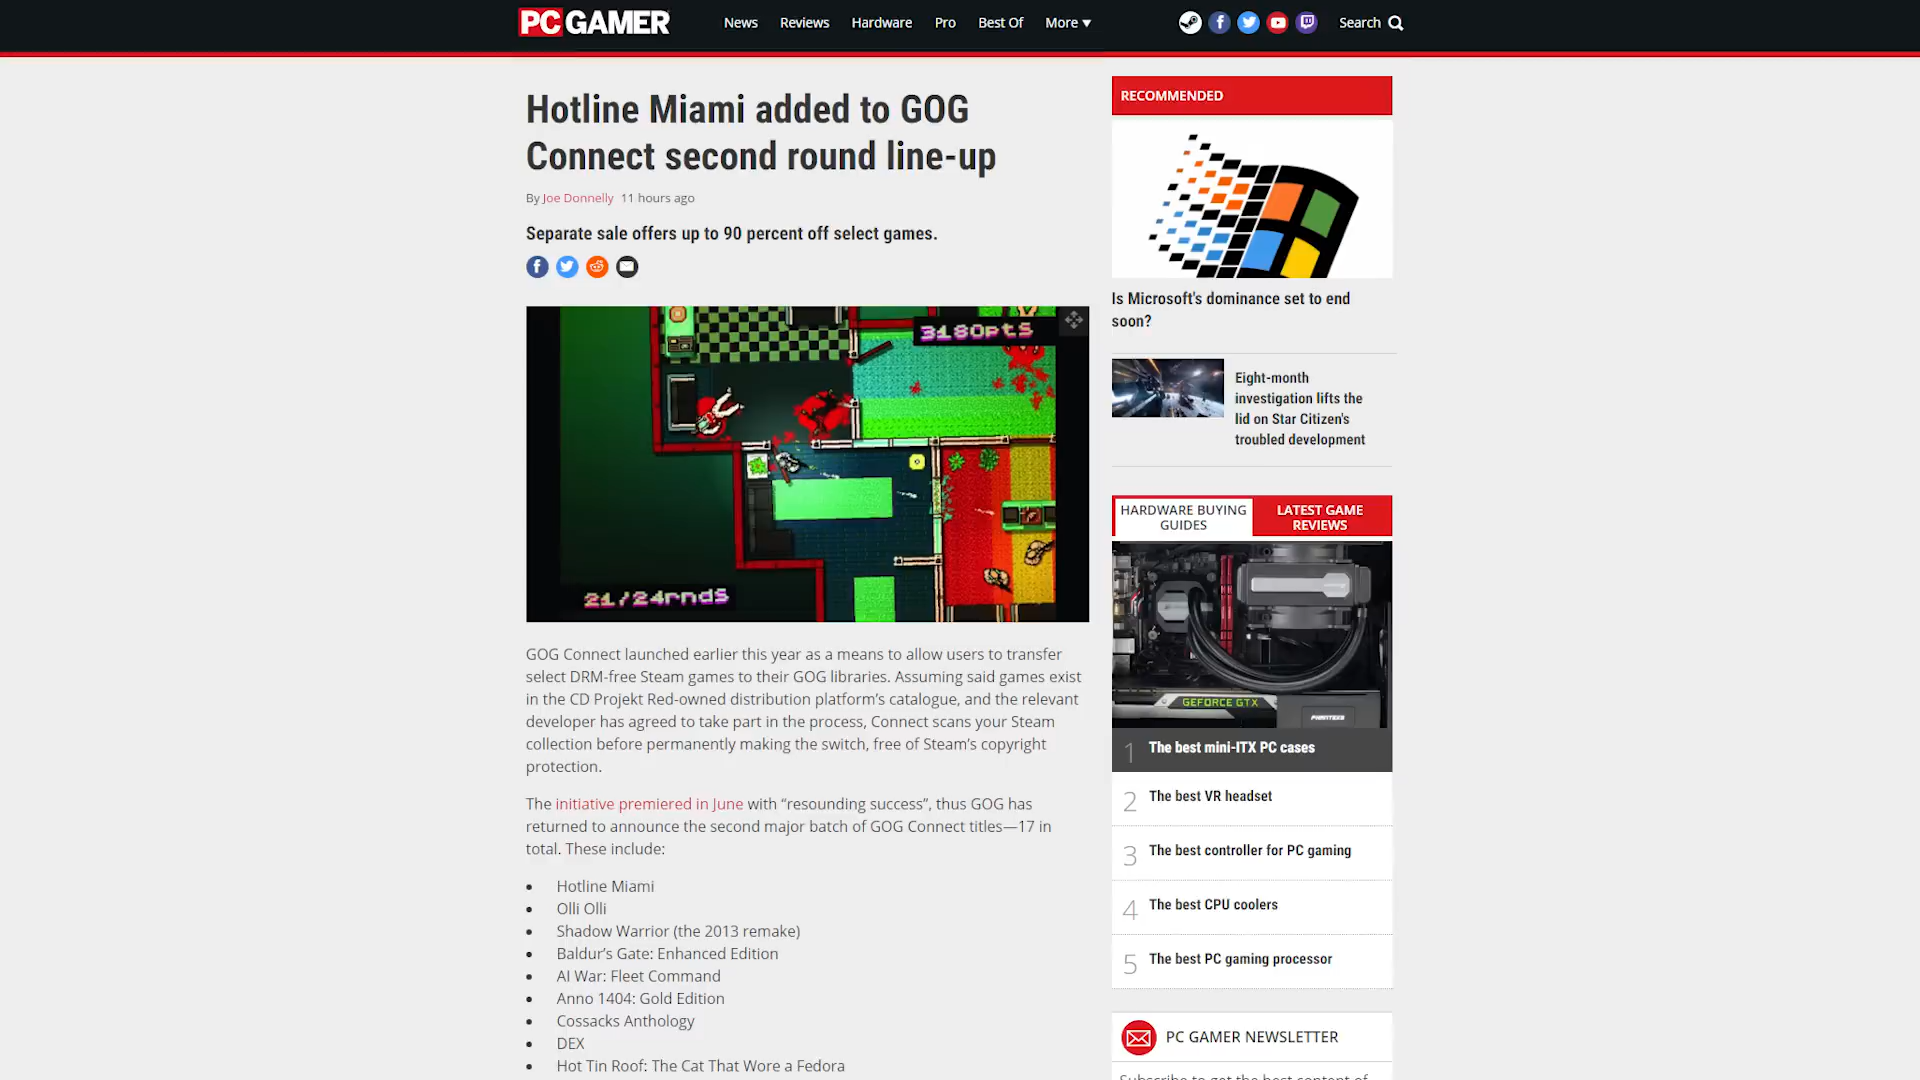 PC GAMER
News Reviews Hardware Pro Best Of More
Search
Hotline Miami added to GOG
Connect second round line-up
By Joe Donnelly 11 hours ago
Separate sale offers up to 90 percent off select games.
3180pts
21/24rnds
GOG Connect launched earlier this year as a means to allow users to transfer
select DRM-free Steam games to their GOG libraries. Assuming said games exist
in the CD Projekt Red-owned distribution platform’s catalogue, and the relevant
developer has agreed to take part in the process, Connect scans your Steam
collection before permanently making the switch, free of Steam’s copyright
protection.
The initiative premiered in June with “resounding success”, thus GOG has
returned to announce the second major batch of GOG Connect titles—17 in
total. These include:
• Hotline Miami
• Olli Olli
• Shadow Warrior (the 2013 remake)
• Baldur’s Gate: Enhanced Edition
• AI War: Fleet Command
• Anno 1404: Gold Edition
• Cossacks Anthology
• DEX
• Hot Tin Roof: The Cat That Wore a Fedora
RECOMMENDED
Is Microsoft's dominance set to end
soon?
Eight-month
investigation lifts the
lid on Star Citizen's
troubled development
HARDWARE BUYING
GUIDES
LATEST GAME
REVIEWS
GEFORCE GTX
PHANTEKS
1 The best mini-ITX PC cases
2 The best VR headset
3 The best controller for PC gaming
4 The best CPU coolers
5 The best PC gaming processor
PC GAMER NEWSLETTER
Subscribe to get the best content of